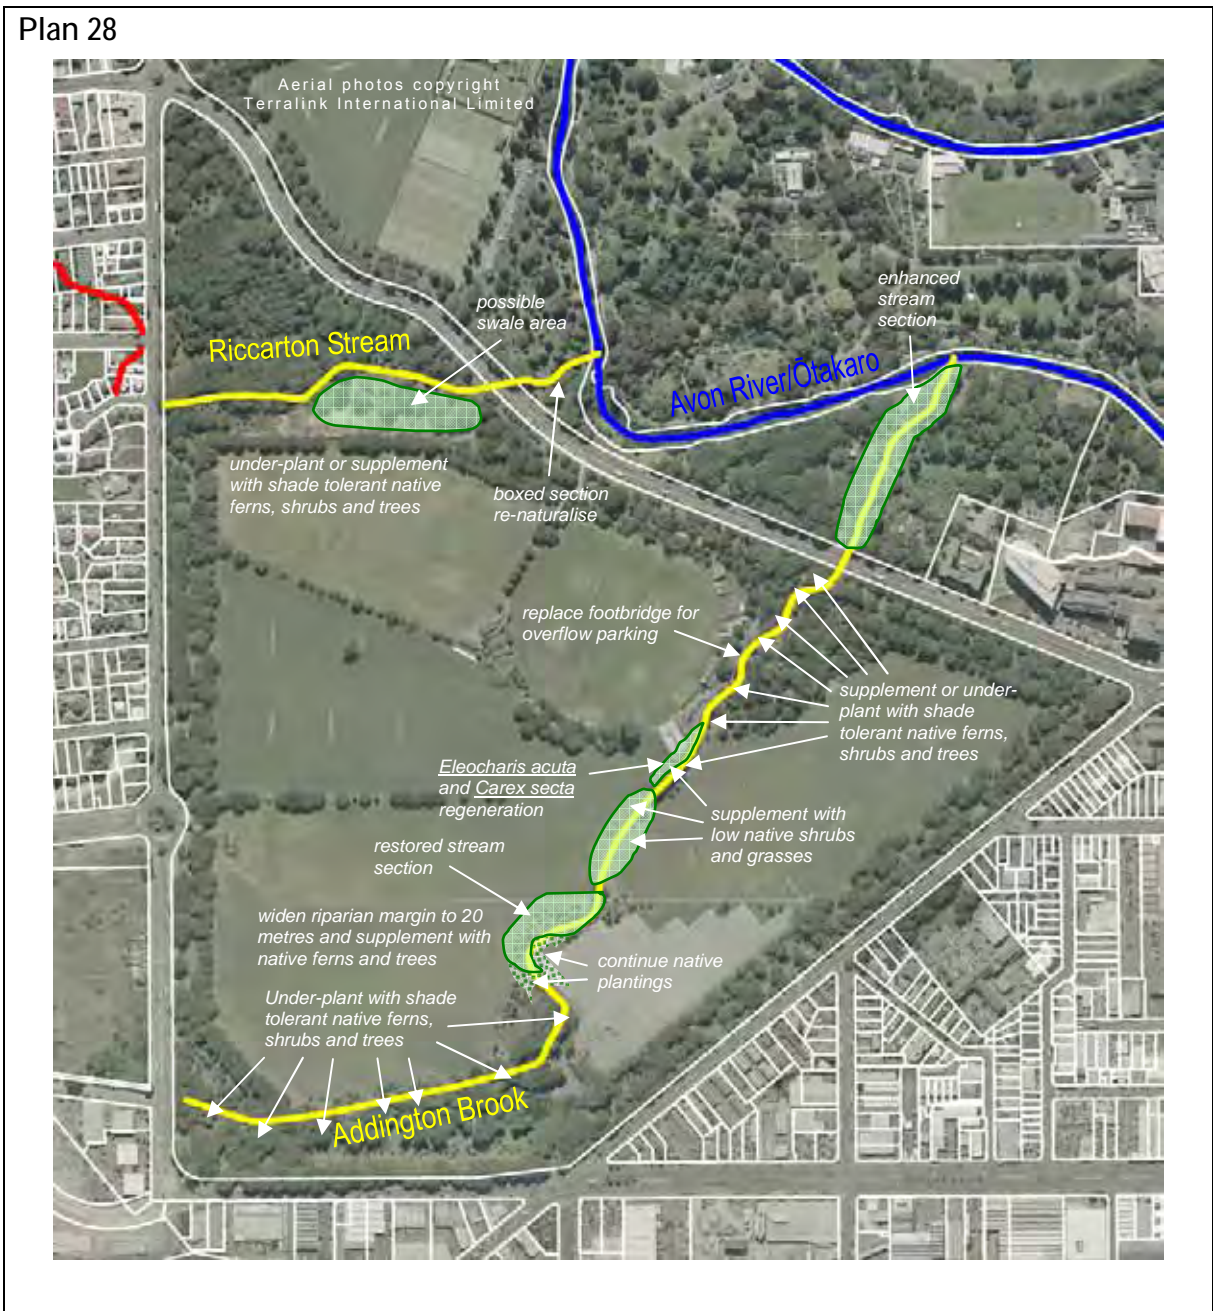 Plan 28
Aerial photos copyright
Terralink International Limited
enhanced
stream
section
possible
swale area
Riccarton Stream
Avon River/Ōtakaro
under-plant or supplement
with shade tolerant native
ferns, shrubs and trees
boxed section
re-naturalise
replace footbridge for
overflow parking
supplement or under-
plant with shade
tolerant native ferns,
shrubs and trees
Eleocharis acuta
and Carex secta
regeneration
supplement with
low native shrubs
and grasses
restored stream
section
widen riparian margin to 20
metres and supplement with
native ferns and trees
continue native
plantings
Under-plant with shade
tolerant native ferns,
shrubs and trees
Addington Brook